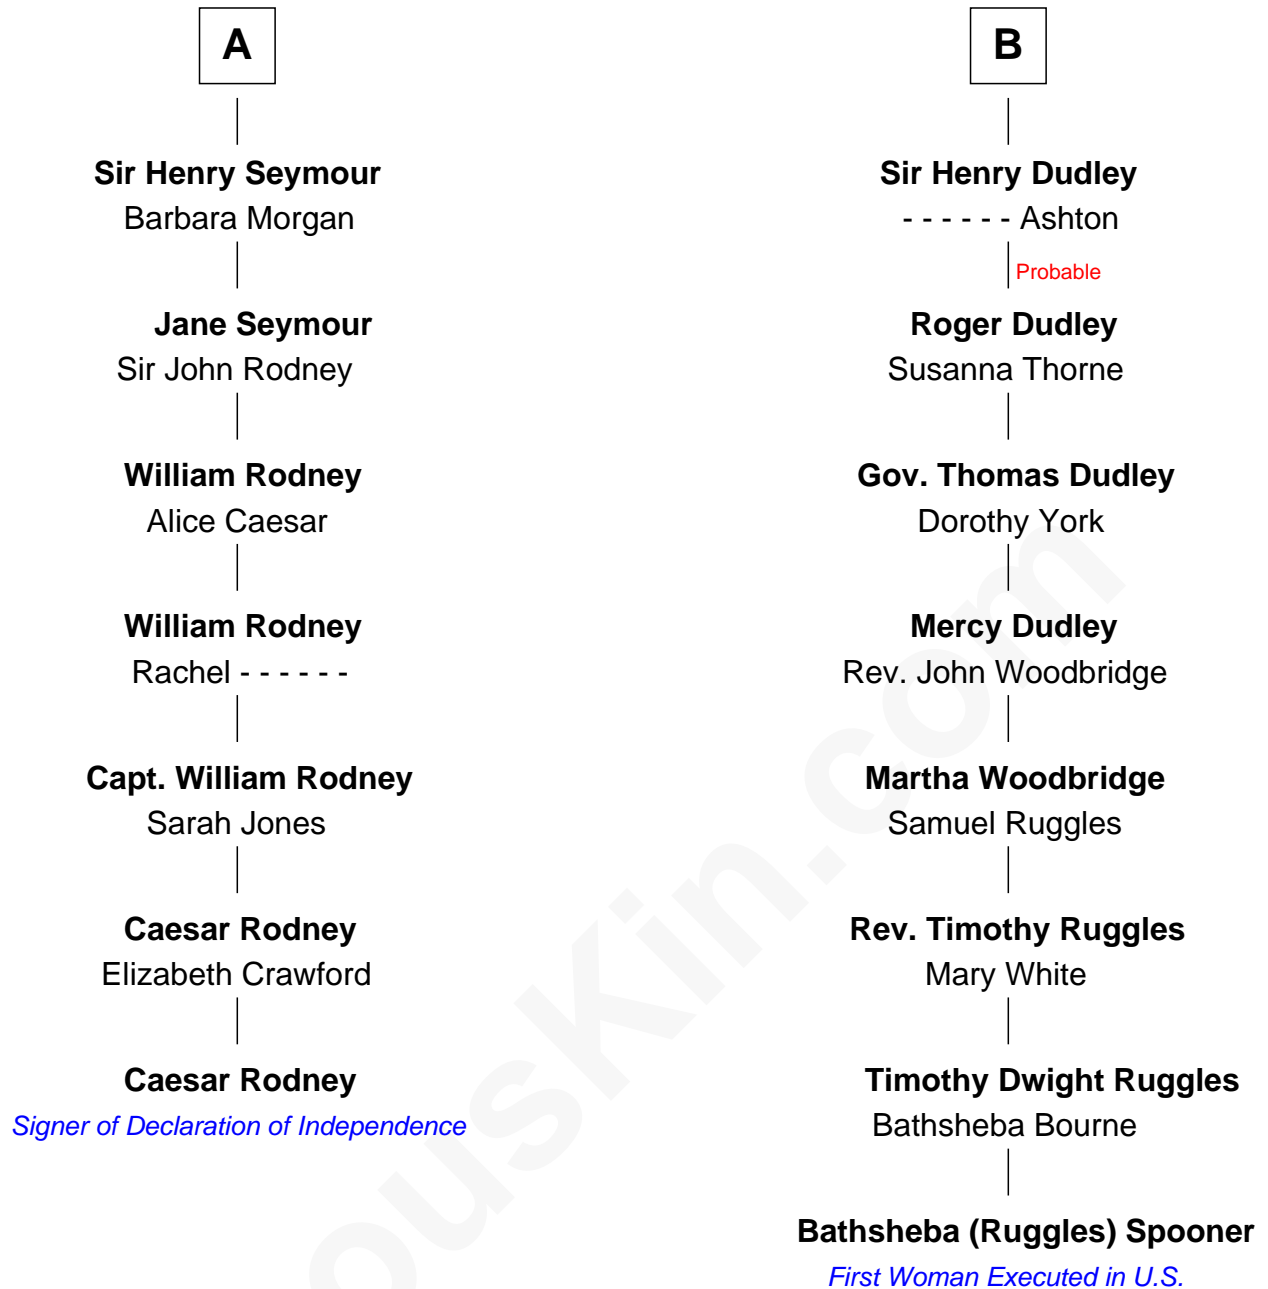 A
Sir Henry Seymour
Barbara Morgan
Jane Seymour
Sir John Rodney
William Rodney
Alice Caesar
William Rodney
Rachel - - - - - -
Capt. William Rodney
Sarah Jones
Caesar Rodney
Elizabeth Crawford
Caesar Rodney
Signer of Declaration of Independence
B
Sir Henry Dudley
- - - - - - Ashton
Probable
Roger Dudley
Susanna Thorne
Gov. Thomas Dudley
Dorothy York
Mercy Dudley
Rev. John Woodbridge
Martha Woodbridge
Samuel Ruggles
Rev. Timothy Ruggles
Mary White
Timothy Dwight Ruggles
Bathsheba Bourne
Bathsheba (Ruggles) Spooner
First Woman Executed in U.S.
ousKin.com